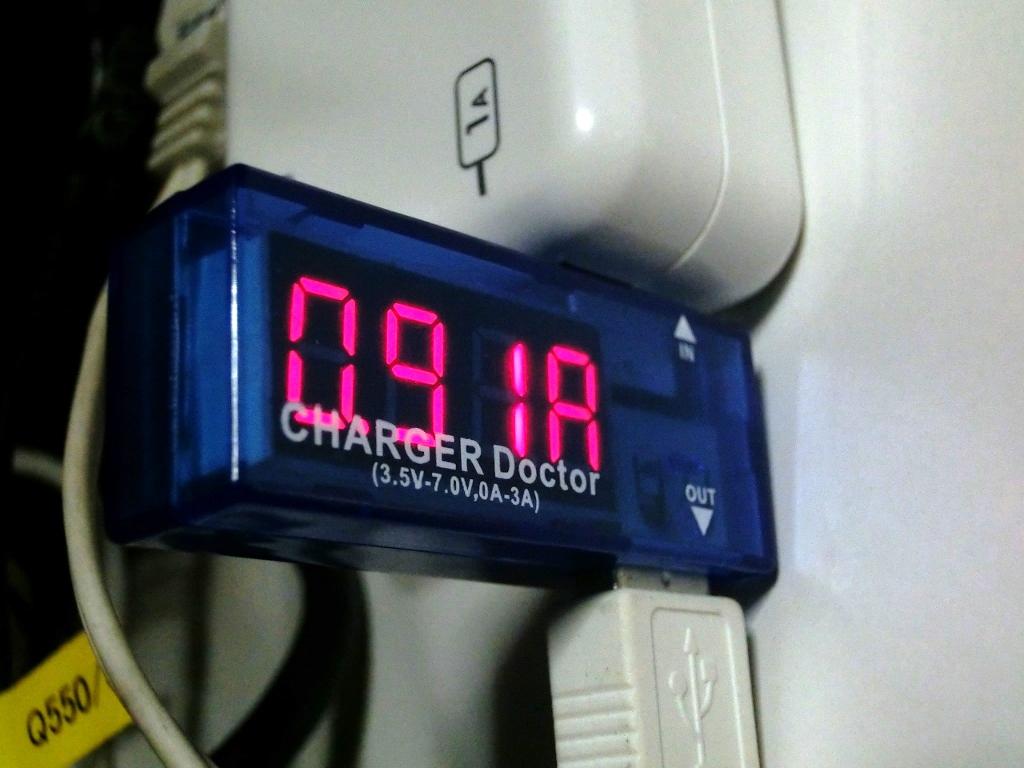 1A
0.91A
IN
CHARGER Doctor
(3.5V-7.0V,0A-3A)
OUT
Q550/